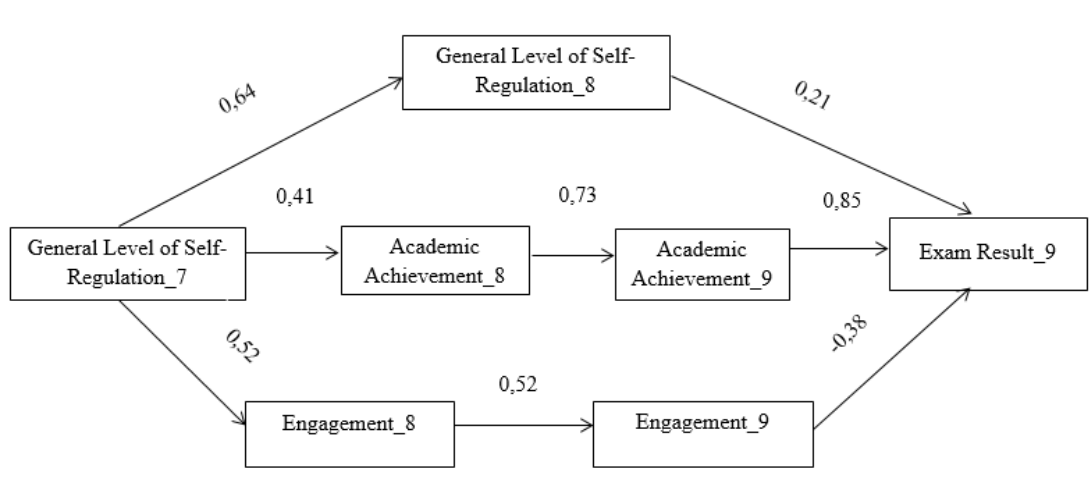 General Level of Self-
Regulation_8
0,64
0,21
0,41
0,73
0,85
General Level of Self-
Regulation_7
Academic
Achievement_8
Academic
Achievement_9
Exam Result_9
0,52
0,52
-0,38
Engagement_8
Engagement_9